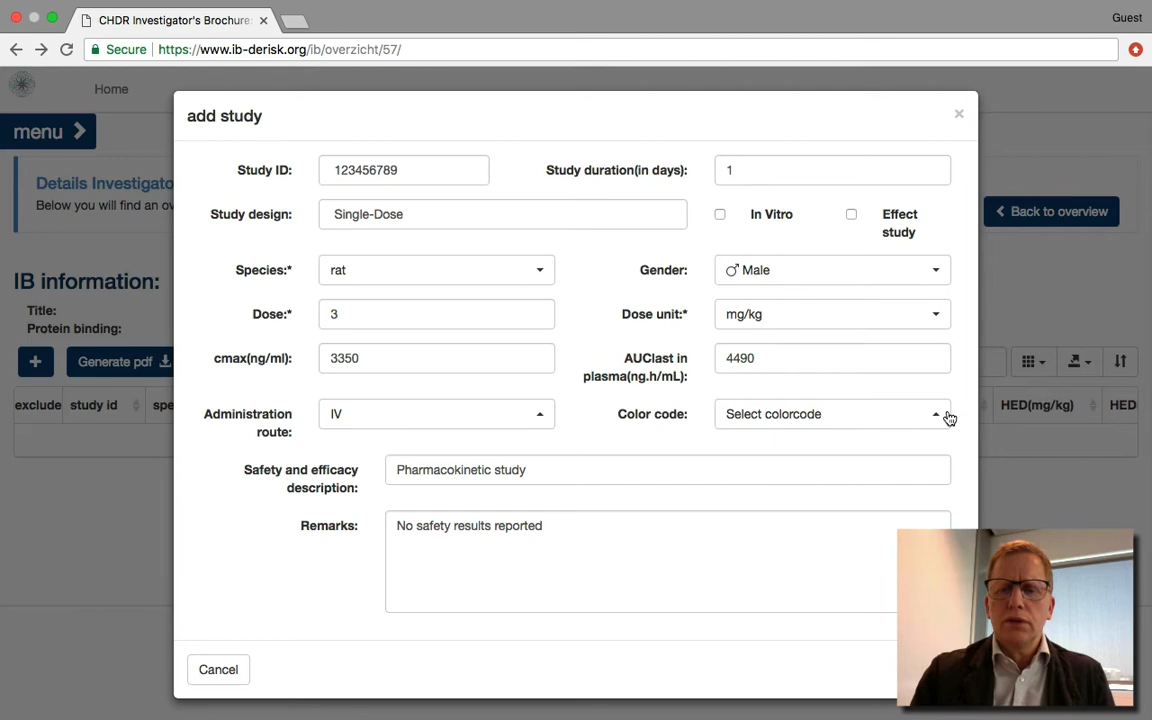 CHDR Investigator's Brochure:
Guest
Secure https://www.ib-derisk.org/ib/overzicht/57/
Home
menu
add study
×
Study ID: 123456789 Study duration(in days): 1
Study design: Single-Dose In Vitro Effect
study
Species:* rat Gender: ♂ Male
Dose:* 3 Dose unit:* mg/kg
cmax(ng/ml): 3350 AUClast in
plasma(ng.h/mL): 4490
Administration
route: IV Color code: Select colorcode
Safety and efficacy
description: Pharmacokinetic study
Remarks: No safety results reported
Cancel
Details Investigato
Below you will find an ov
Back to overview
IB information:
Title:
Protein binding:
+ Generate pdf
exclude study id spe HED(mg/kg) HED